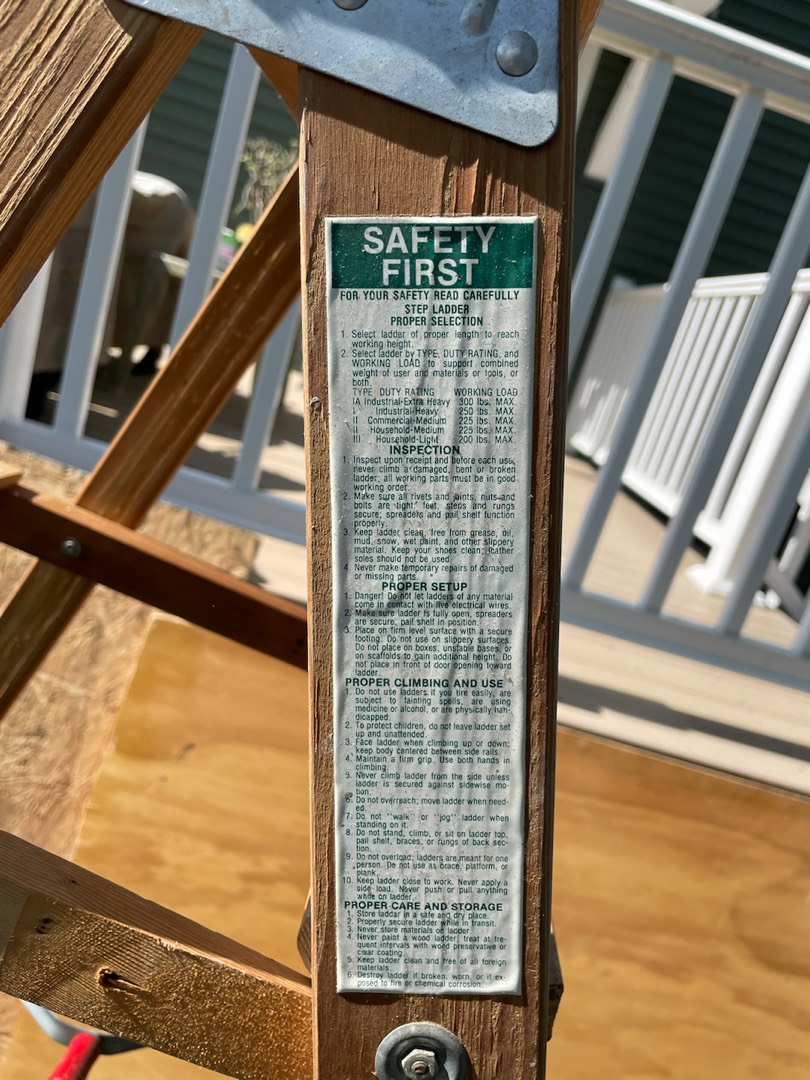 SAFETY
FIRST
FOR YOUR SAFETY READ CAREFULLY
STEP LADDER
PROPER SELECTION
1. Select ladder of proper length to reach
working height.
2. Select ladder by TYPE, DUTY RATING, and
WORKING LOAD to support combined
weight of user and materials or tools, or
both.
TYPE DUTY RATING WORKING LOAD
IA Industrial-Extra Heavy 300 lbs. MAX.
I Industrial-Heavy 250 lbs. MAX.
II Commercial-Medium 225 lbs. MAX.
II Household-Medium 225 lbs. MAX.
III Household-Light 200 lbs. MAX.
INSPECTION
1. Inspect upon receipt and before each use;
never climb a damaged, bent or broken
ladder; all working parts must be in good
working order.
2. Make sure all rivets and joints, nuts and
bolts are tight; feet, steps and rungs
secure; spreaders and pail shelf function
properly.
3. Keep ladder clean, free from grease, oil,
mud, snow, wet paint, and other slippery
material. Keep your shoes clean; leather
soles should not be used.
4. Never make temporary repairs of damaged
or missing parts.
PROPER SETUP
1. Danger! Do not let ladders of any material
come in contact with live electrical wires.
2. Make sure ladder is fully open, spreaders
are secure, pail shelf in position.
3. Place on firm level surface with a secure
footing. Do not use on slippery surfaces.
Do not place on boxes, unstable bases, or
on scaffolds to gain additional height. Do
not place in front of door opening toward
ladder.
PROPER CLIMBING AND USE
1. Do not use ladders if you tire easily, are
subject to fainting spells, are using
medicine or alcohol, or are physically han-
dicapped.
2. To protect children, do not leave ladder set
up and unattended.
3. Face ladder when climbing up or down;
keep body centered between side rails.
4. Maintain a firm grip. Use both hands in
climbing.
5. Never climb ladder from the side unless
ladder is secured against sidewise mo-
tion.
6. Do not overreach; move ladder when need-
ed.
7. Do not "walk" or "jog" ladder when
standing on it.
8. Do not stand, climb, or sit on ladder top,
pail shelf, braces, or rungs of back sec-
tion.
9. Do not overload; ladders are meant for one
person. Do not use as brace, platform, or
plank.
10. Keep ladder close to work. Never apply a
side load. Never push or pull anything
while on ladder.
PROPER CARE AND STORAGE
1. Store ladder in a safe and dry place.
2. Properly secure ladder while in transit.
3. Never store materials on ladder.
4. Never paint a wood ladder; treat at fre-
quent intervals with wood preservative or
clear coating.
5. Keep ladder clean and free of all foreign
materials.
6. Destroy ladder if broken, worn, or if ex-
posed to fire or chemical corrosion.